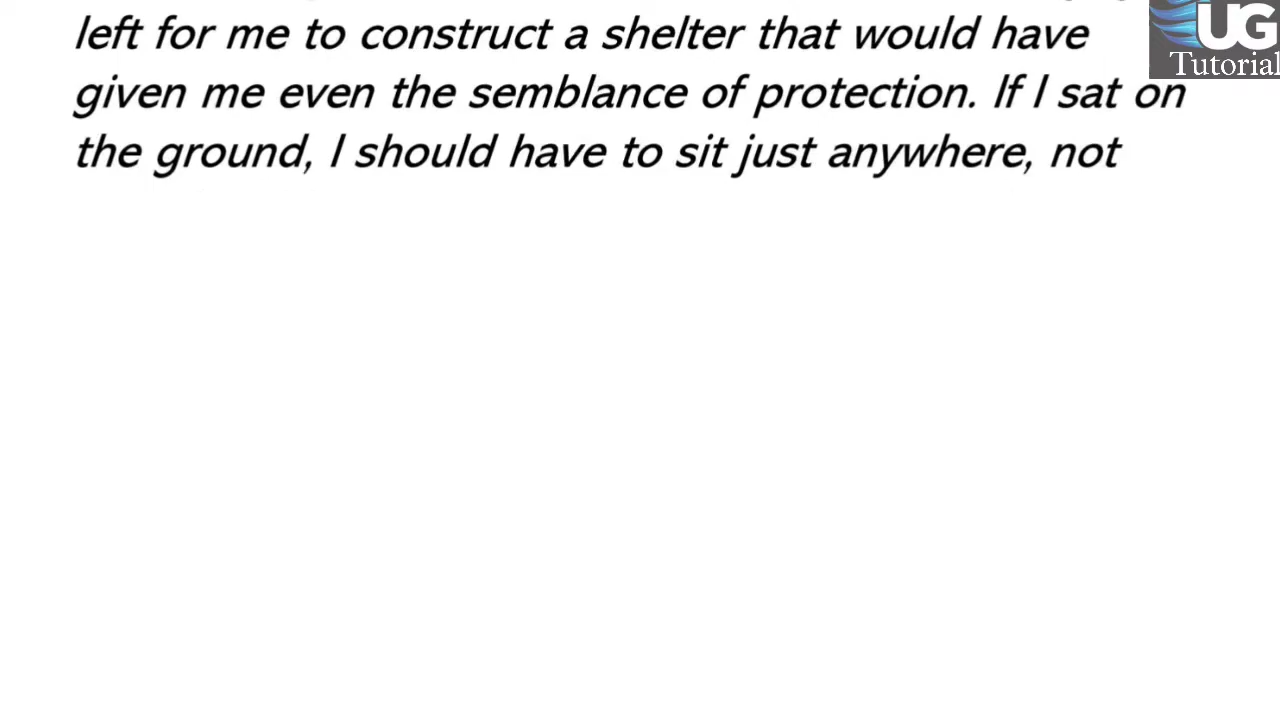 left for me to construct a shelter that would have
given me even the semblance of protection. If I sat on
the ground, I should have to sit just anywhere, not
UG
Tutorial